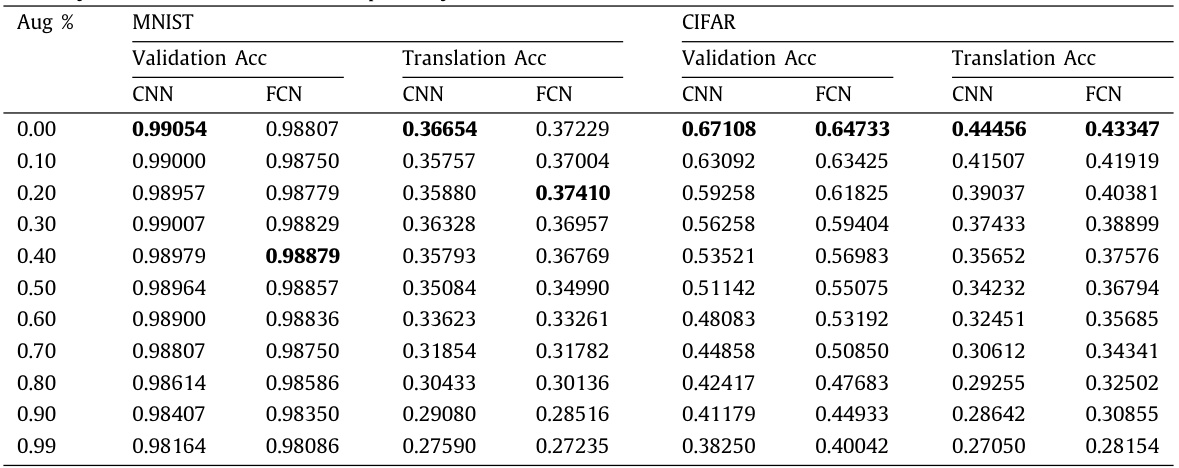 Aug % MNIST CIFAR
Validation Acc Translation Acc Validation Acc Translation Acc
CNN FCN CNN FCN CNN FCN CNN FCN
0.00 0.99054 0.98807 0.36654 0.37229 0.67108 0.64733 0.44456 0.43347
0.10 0.99000 0.98750 0.35757 0.37004 0.63092 0.63425 0.41507 0.41919
0.20 0.98957 0.98779 0.35880 0.37410 0.59258 0.61825 0.39037 0.40381
0.30 0.99007 0.98829 0.36328 0.36957 0.56258 0.59404 0.37433 0.38899
0.40 0.98979 0.98879 0.35793 0.36769 0.53521 0.56983 0.35652 0.37576
0.50 0.98964 0.98857 0.35084 0.34990 0.51142 0.55075 0.34232 0.36794
0.60 0.98900 0.98836 0.33623 0.33261 0.48083 0.53192 0.32451 0.35685
0.70 0.98807 0.98750 0.31854 0.31782 0.44858 0.50850 0.30612 0.34341
0.80 0.98614 0.98586 0.30433 0.30136 0.42417 0.47683 0.29255 0.32502
0.90 0.98407 0.98350 0.29080 0.28516 0.41179 0.44933 0.28642 0.30855
0.99 0.98164 0.98086 0.27590 0.27235 0.38250 0.40042 0.27050 0.28154